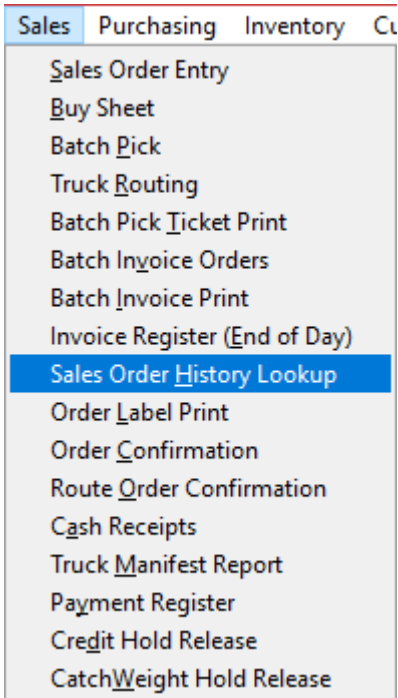 Sales Purchasing Inventory Cu
Sales Order Entry
Buy Sheet
Batch Pick
Truck Routing
Batch Pick Ticket Print
Batch Invoice Orders
Batch Invoice Print
Invoice Register (End of Day)
Sales Order History Lookup
Order Label Print
Order Confirmation
Route Order Confirmation
Cash Receipts
Truck Manifest Report
Payment Register
Credit Hold Release
CatchWeight Hold Release